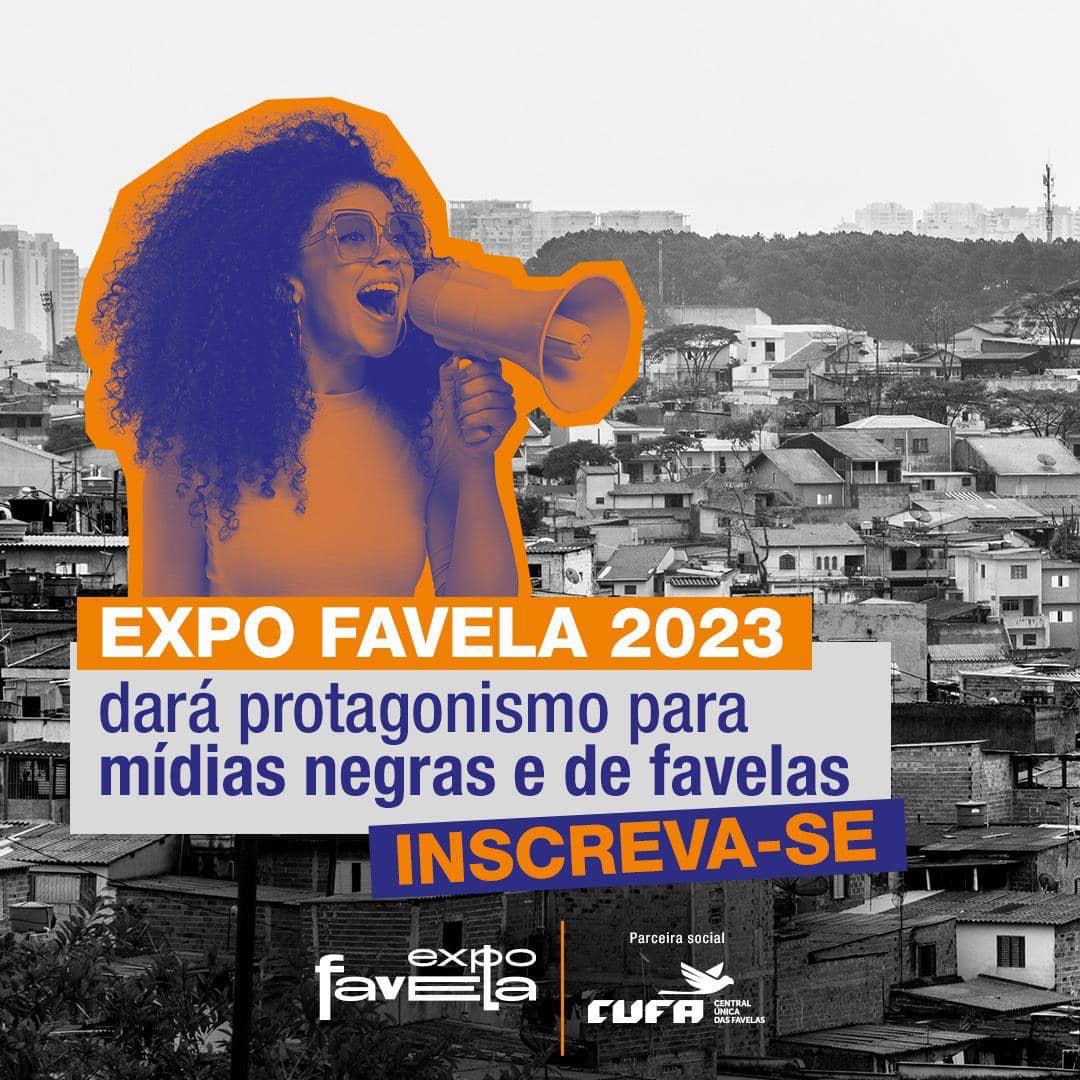 EXPO FAVELA 2023
dará protagonismo para
mídias negras e de favelas
INSCREVA-SE
expo
favela
Parceira social
CUFA
CENTRAL
ÚNICA
DAS FAVELAS